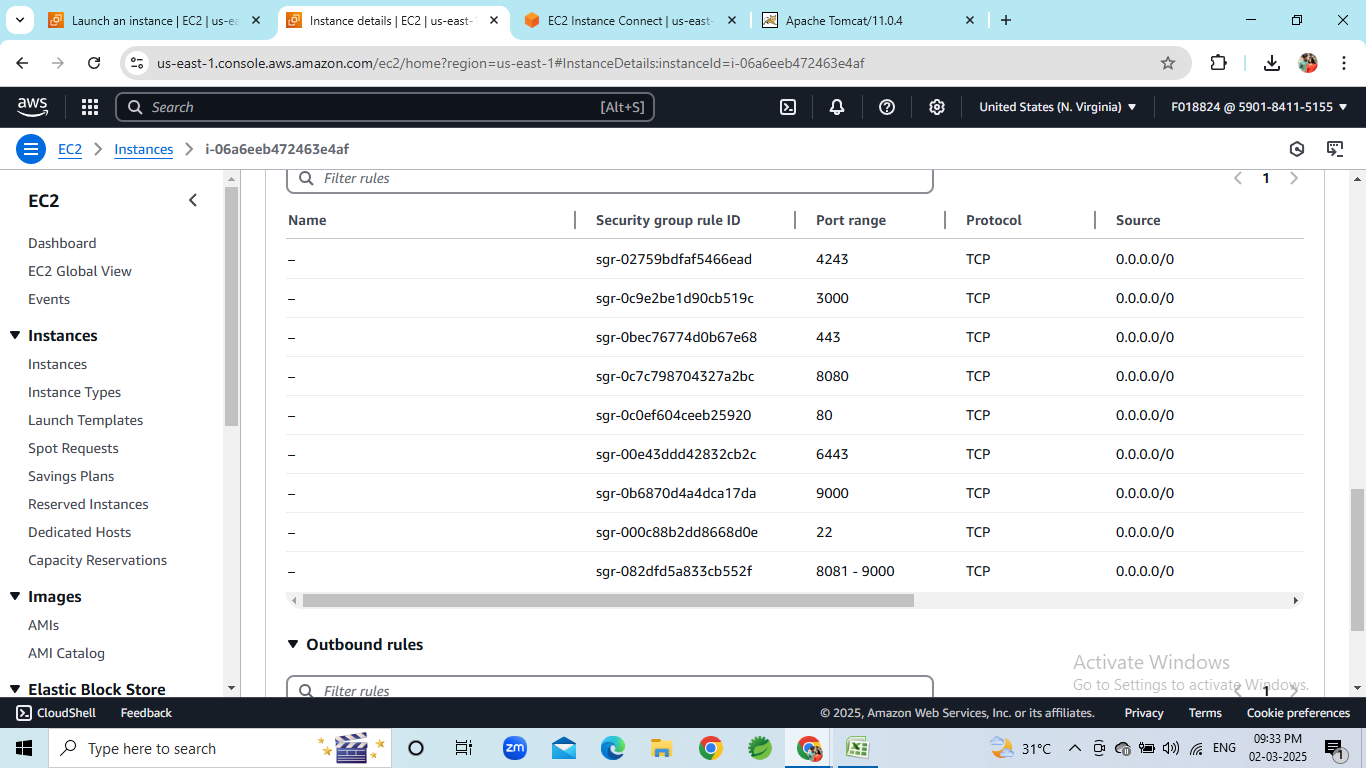 Launch an instance | EC2 | us-ea
Instance details | EC2 | us-east-
EC2 Instance Connect | us-east-
Apache Tomcat/11.0.4
us-east-1.console.aws.amazon.com/ec2/home?region=us-east-1#InstanceDetails:instanceId=i-06a6eeb472463e4af
aws Search [Alt+S] United States (N. Virginia) F018824 @ 5901-8411-5155
EC2 > Instances > i-06a6eeb472463e4af
EC2
Dashboard
EC2 Global View
Events
Instances
Instances
Instance Types
Launch Templates
Spot Requests
Savings Plans
Reserved Instances
Dedicated Hosts
Capacity Reservations
Images
AMIs
AMI Catalog
Elastic Block Store
Filter rules
1
Name Security group rule ID Port range Protocol Source
– sgr-02759bdfaf5466ead 4243 TCP 0.0.0.0/0
– sgr-0c9e2be1d90cb519c 3000 TCP 0.0.0.0/0
– sgr-0bec76774d0b67e68 443 TCP 0.0.0.0/0
– sgr-0c7c798704327a2bc 8080 TCP 0.0.0.0/0
– sgr-0c0ef604ceeb25920 80 TCP 0.0.0.0/0
– sgr-00e43ddd42832cb2c 6443 TCP 0.0.0.0/0
– sgr-0b6870d4a4dca17da 9000 TCP 0.0.0.0/0
– sgr-000c88b2dd8668d0e 22 TCP 0.0.0.0/0
– sgr-082dfd5a833cb552f 8081 - 9000 TCP 0.0.0.0/0
Outbound rules
Filter rules
1
Activate Windows
Go to Settings to activate Windows.
CloudShell Feedback © 2025, Amazon Web Services, Inc. or its affiliates. Privacy Terms Cookie preferences
Type here to search
zm
31°C
ENG
09:33 PM
02-03-2025
1